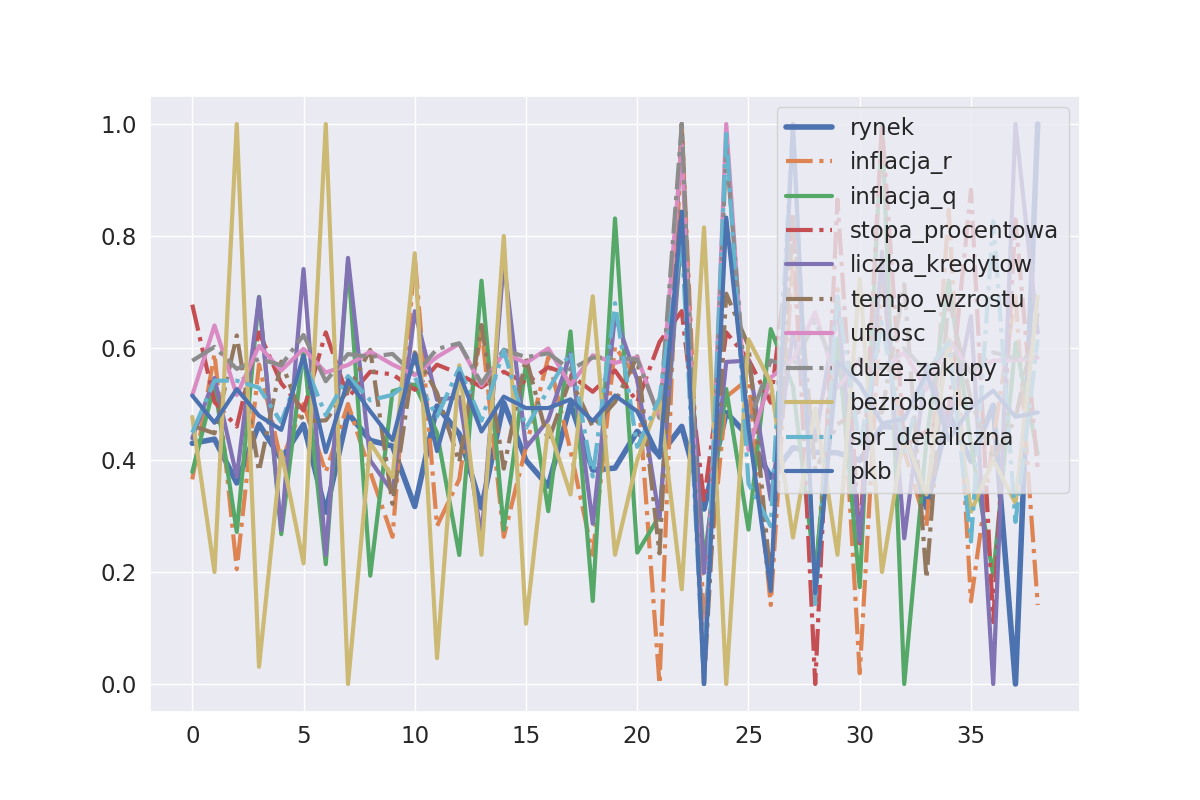 1.0
0.8
0.6
0.4
0.2
0.0
0 5 10 15 20 25 30 35
rynek
inflacja_r
inflacja_q
stopa_procentowa
liczba_kredytow
tempo_wzrostu
ufnosc
duze_zakupy
bezrobocie
spr_detaliczna
pkb